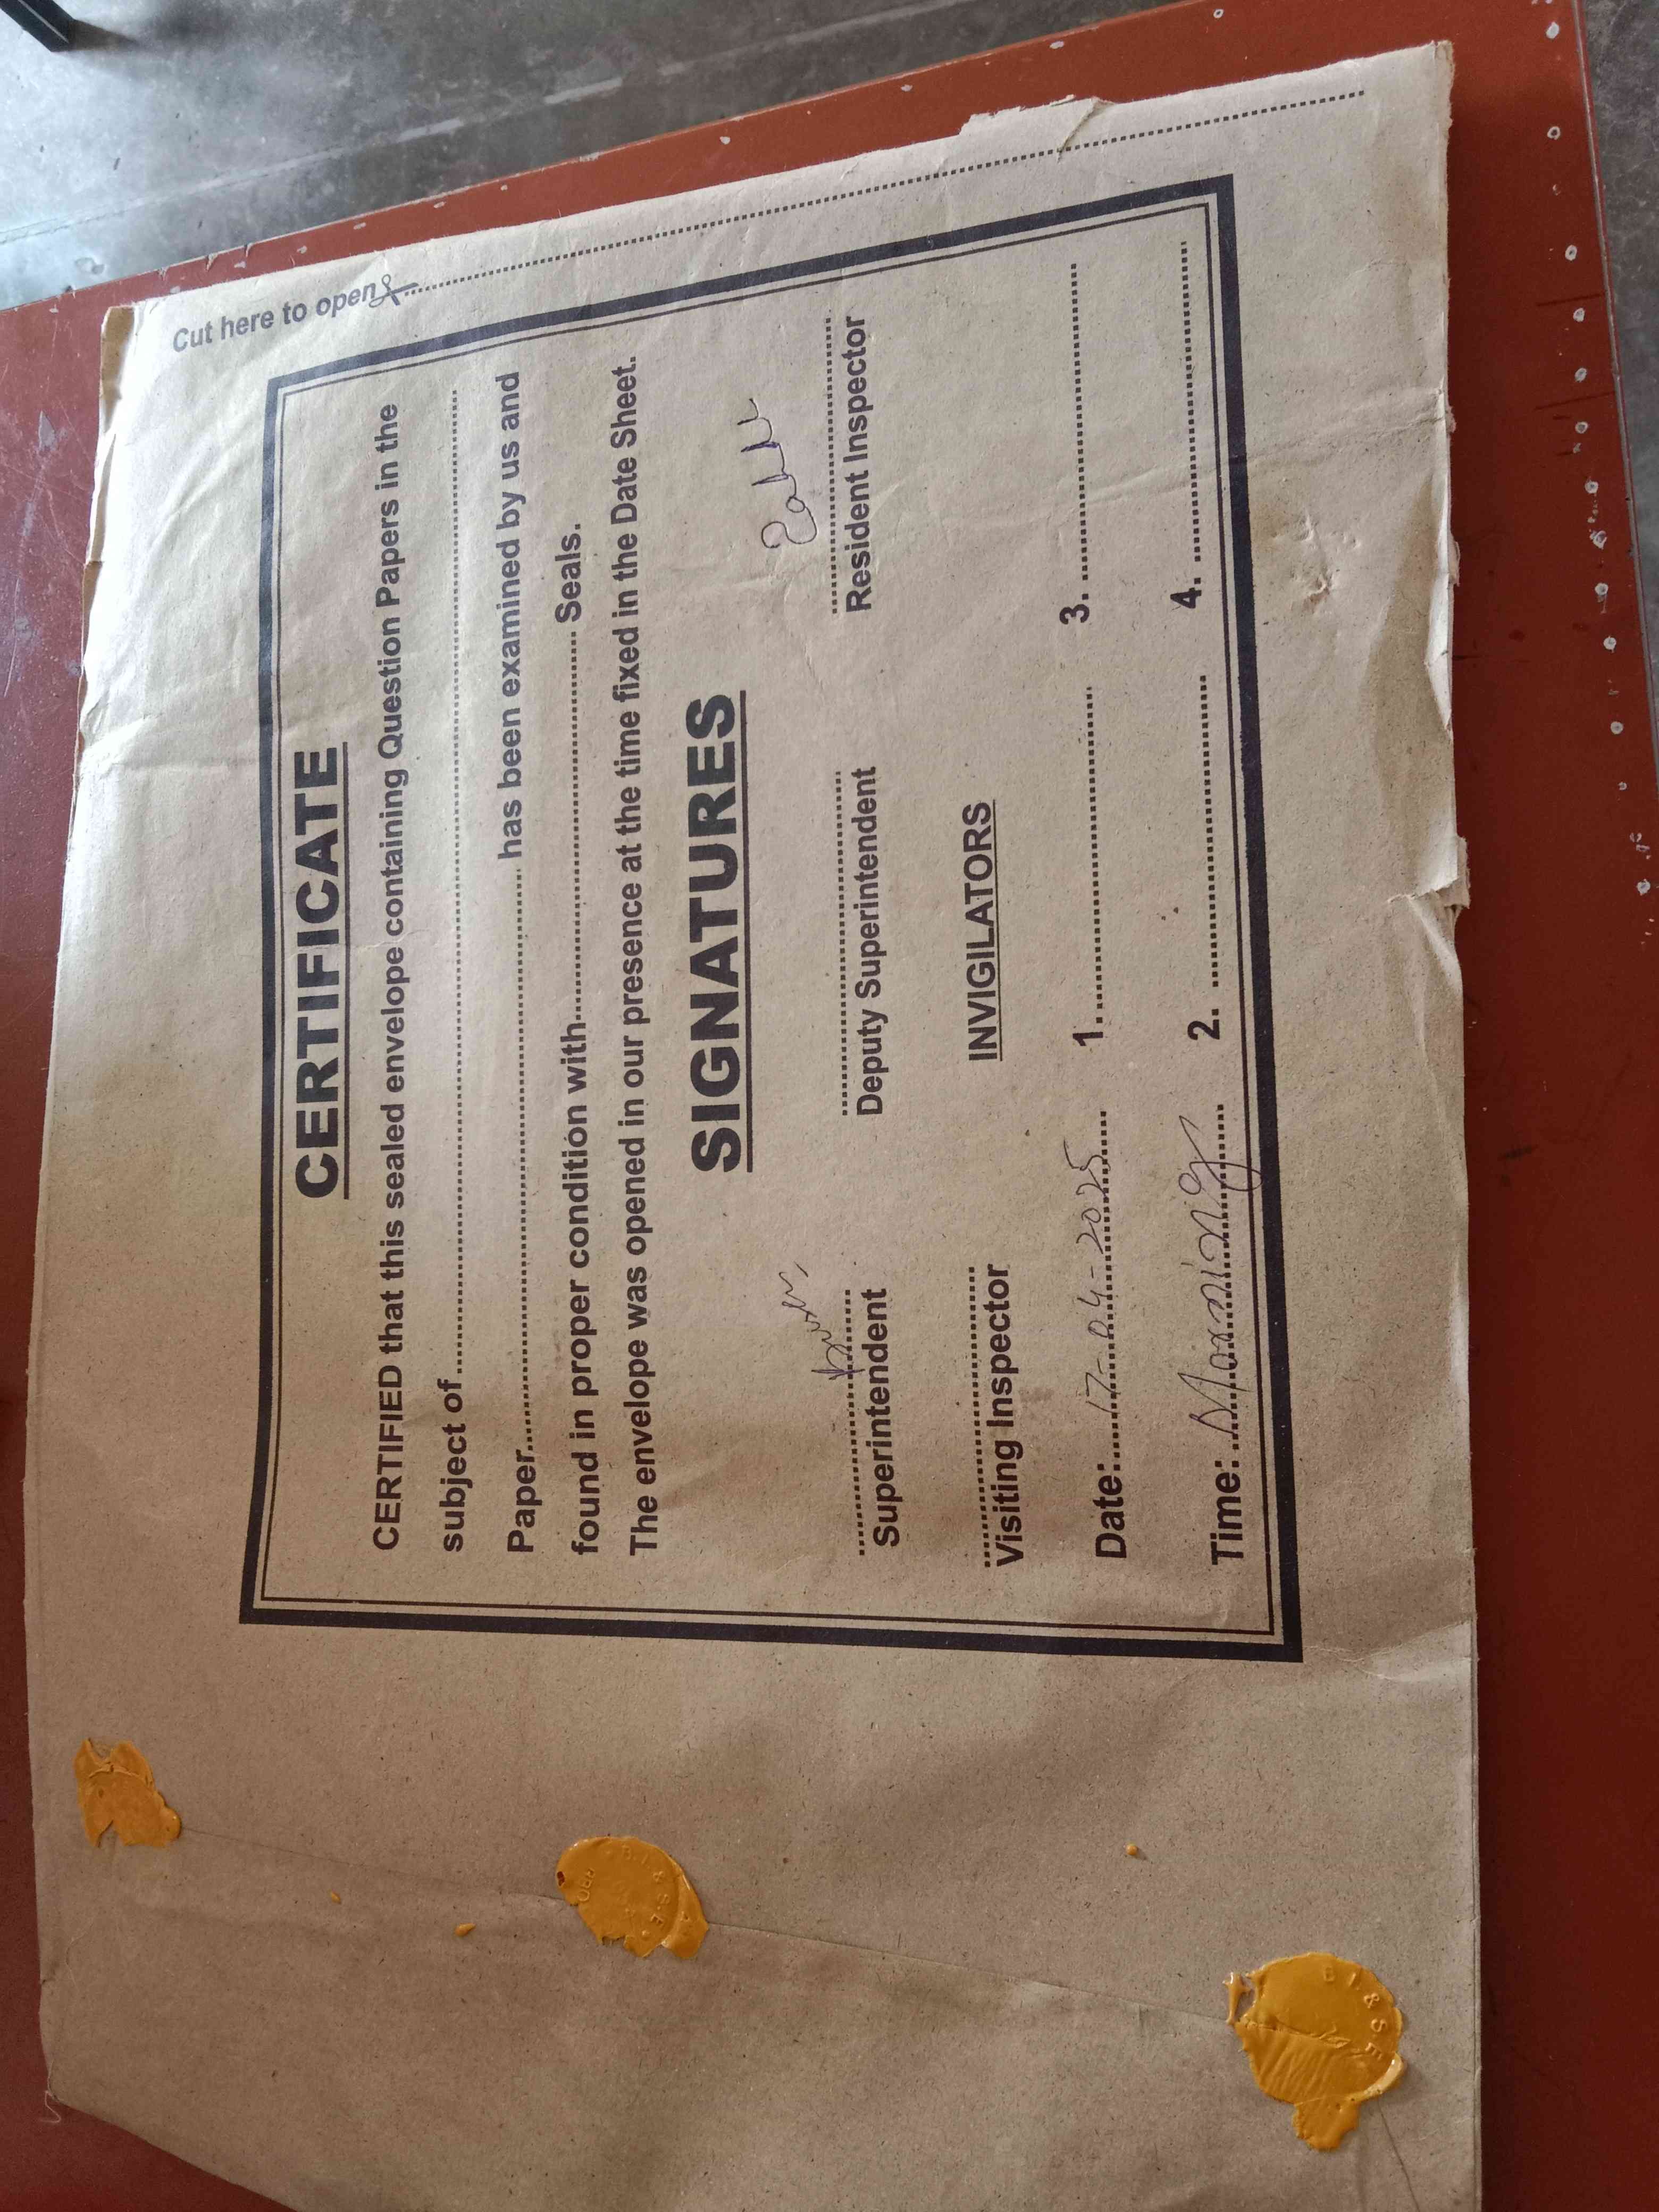 Cut here to open
CERTIFICATE
CERTIFIED that this sealed envelope containing Question Papers in the
subject of
Paper has been examined by us and
found in proper condition with Seals.
The envelope was opened in our presence at the time fixed in the Date Sheet.
SIGNATURES
Superintendent Deputy Superintendent Resident Inspector
Visiting Inspector INVIGILATORS
Date: 17-04-2025 1. 3.
Time: Morning 2. 4.
B.I. & S.E.
B I & S E